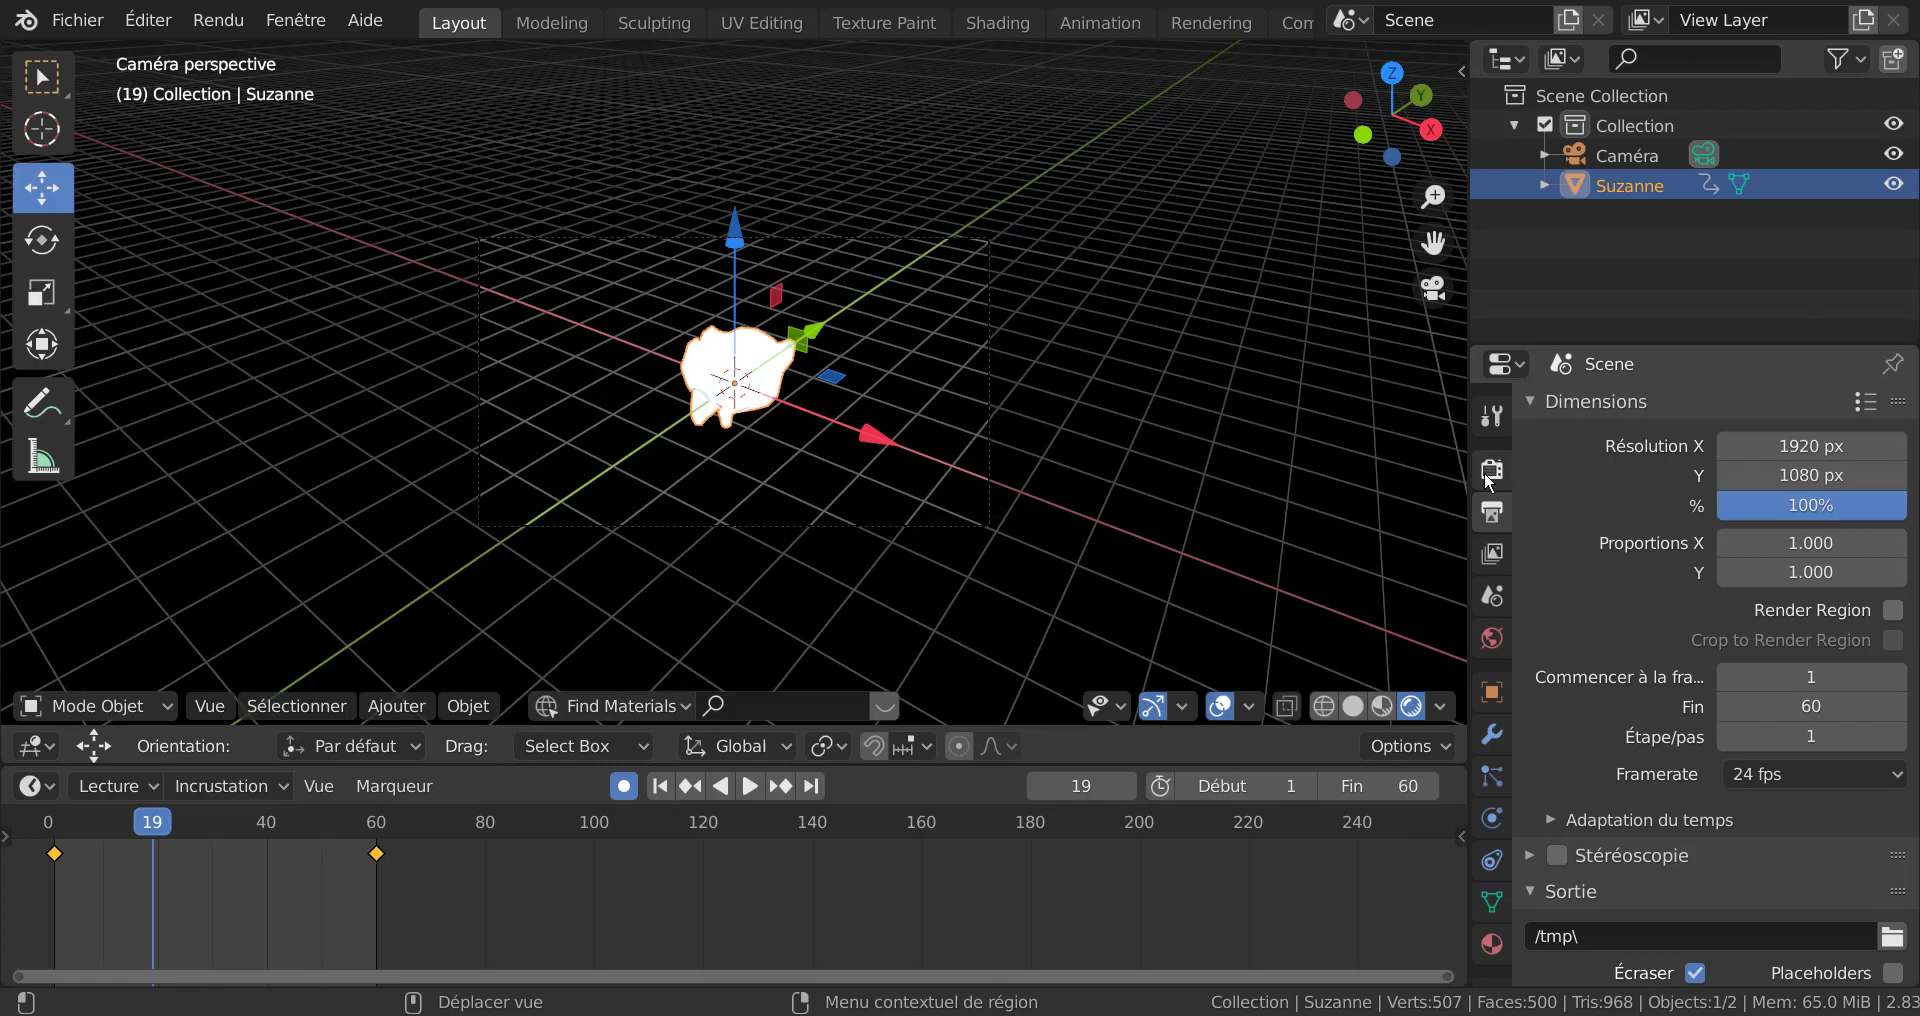 Fichier Éditer Rendu Fenêtre Aide Layout Modeling Sculpting UV Editing Texture Paint Shading Animation Rendering Com Scene View Layer
Caméra perspective
(19) Collection | Suzanne
Z
Y
X
Scene Collection
Collection
Caméra
Suzanne
Scene
Dimensions
Résolution X 1920 px
Y 1080 px
% 100%
Proportions X 1.000
Y 1.000
Render Region
Crop to Render Region
Commencer à la fra... 1
Fin 60
Étape/pas 1
Framerate 24 fps
Adaptation du temps
Stéréoscopie
Sortie
/tmp\
Écraser Placeholders
Mode Objet Vue Sélectionner Ajouter Objet Find Materials
Orientation: Par défaut Drag: Select Box Global Options
Lecture Incrustation Vue Marqueur 19 Début 1 Fin 60
0 19 40 60 80 100 120 140 160 180 200 220 240
Déplacer vue Menu contextuel de région Collection | Suzanne | Verts:507 | Faces:500 | Tris:968 | Objects:1/2 | Mem: 65.0 MiB | 2.83